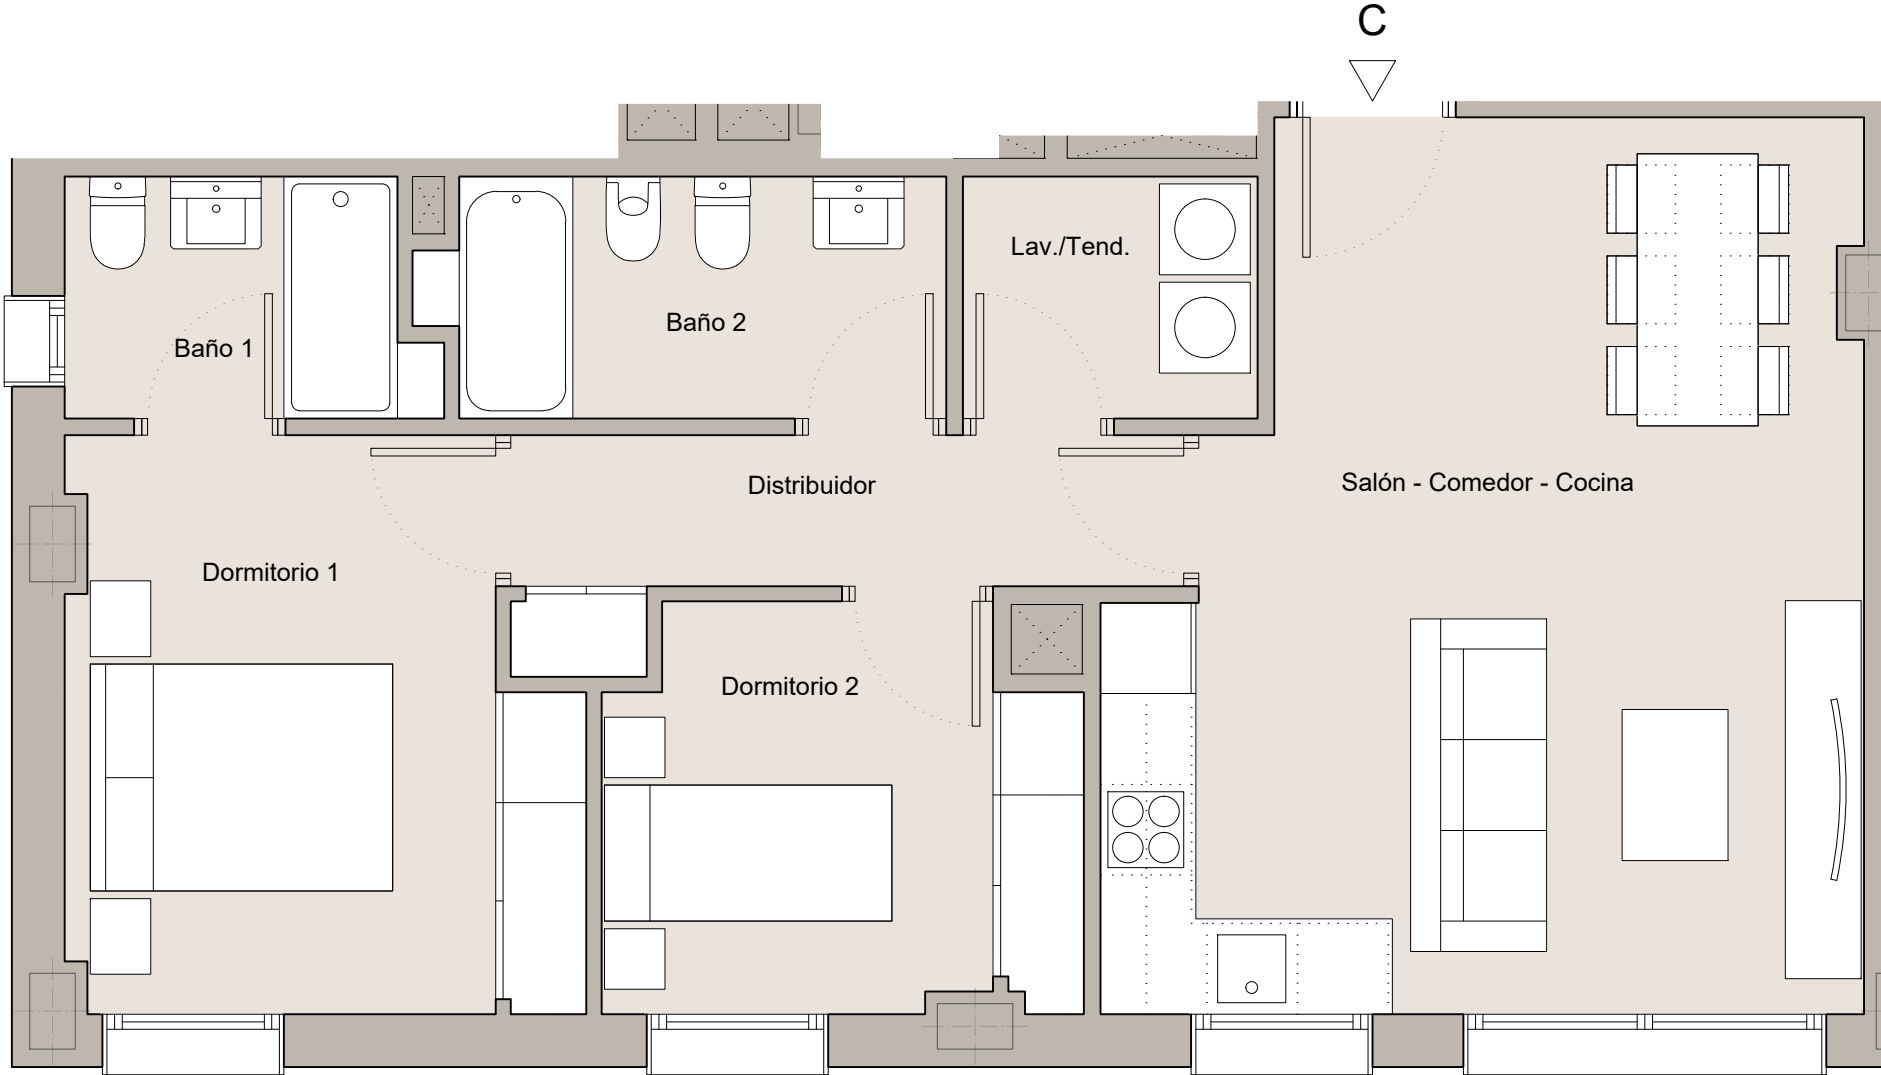 C
Lav./Tend.
Baño 2
Baño 1
Salón - Comedor - Cocina
Distribuidor
Dormitorio 1
Dormitorio 2